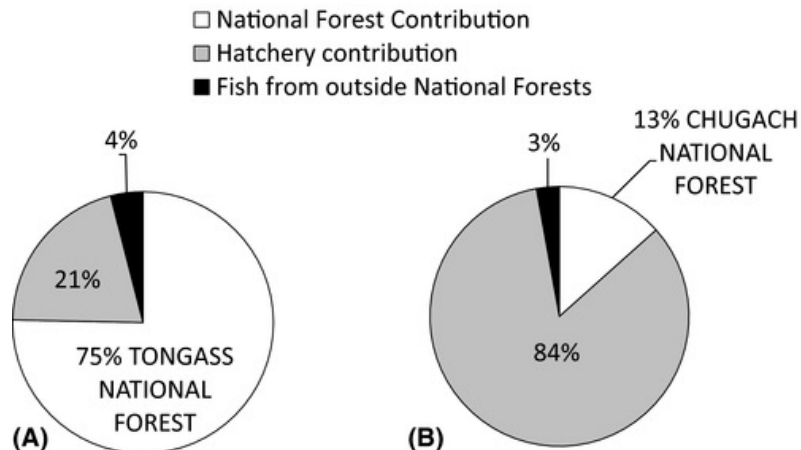 National Forest Contribution
Hatchery contribution
Fish from outside National Forests
4%
21%
75% TONGASS
NATIONAL
FOREST
(A)
3%
13% CHUGACH
NATIONAL
FOREST
84%
(B)